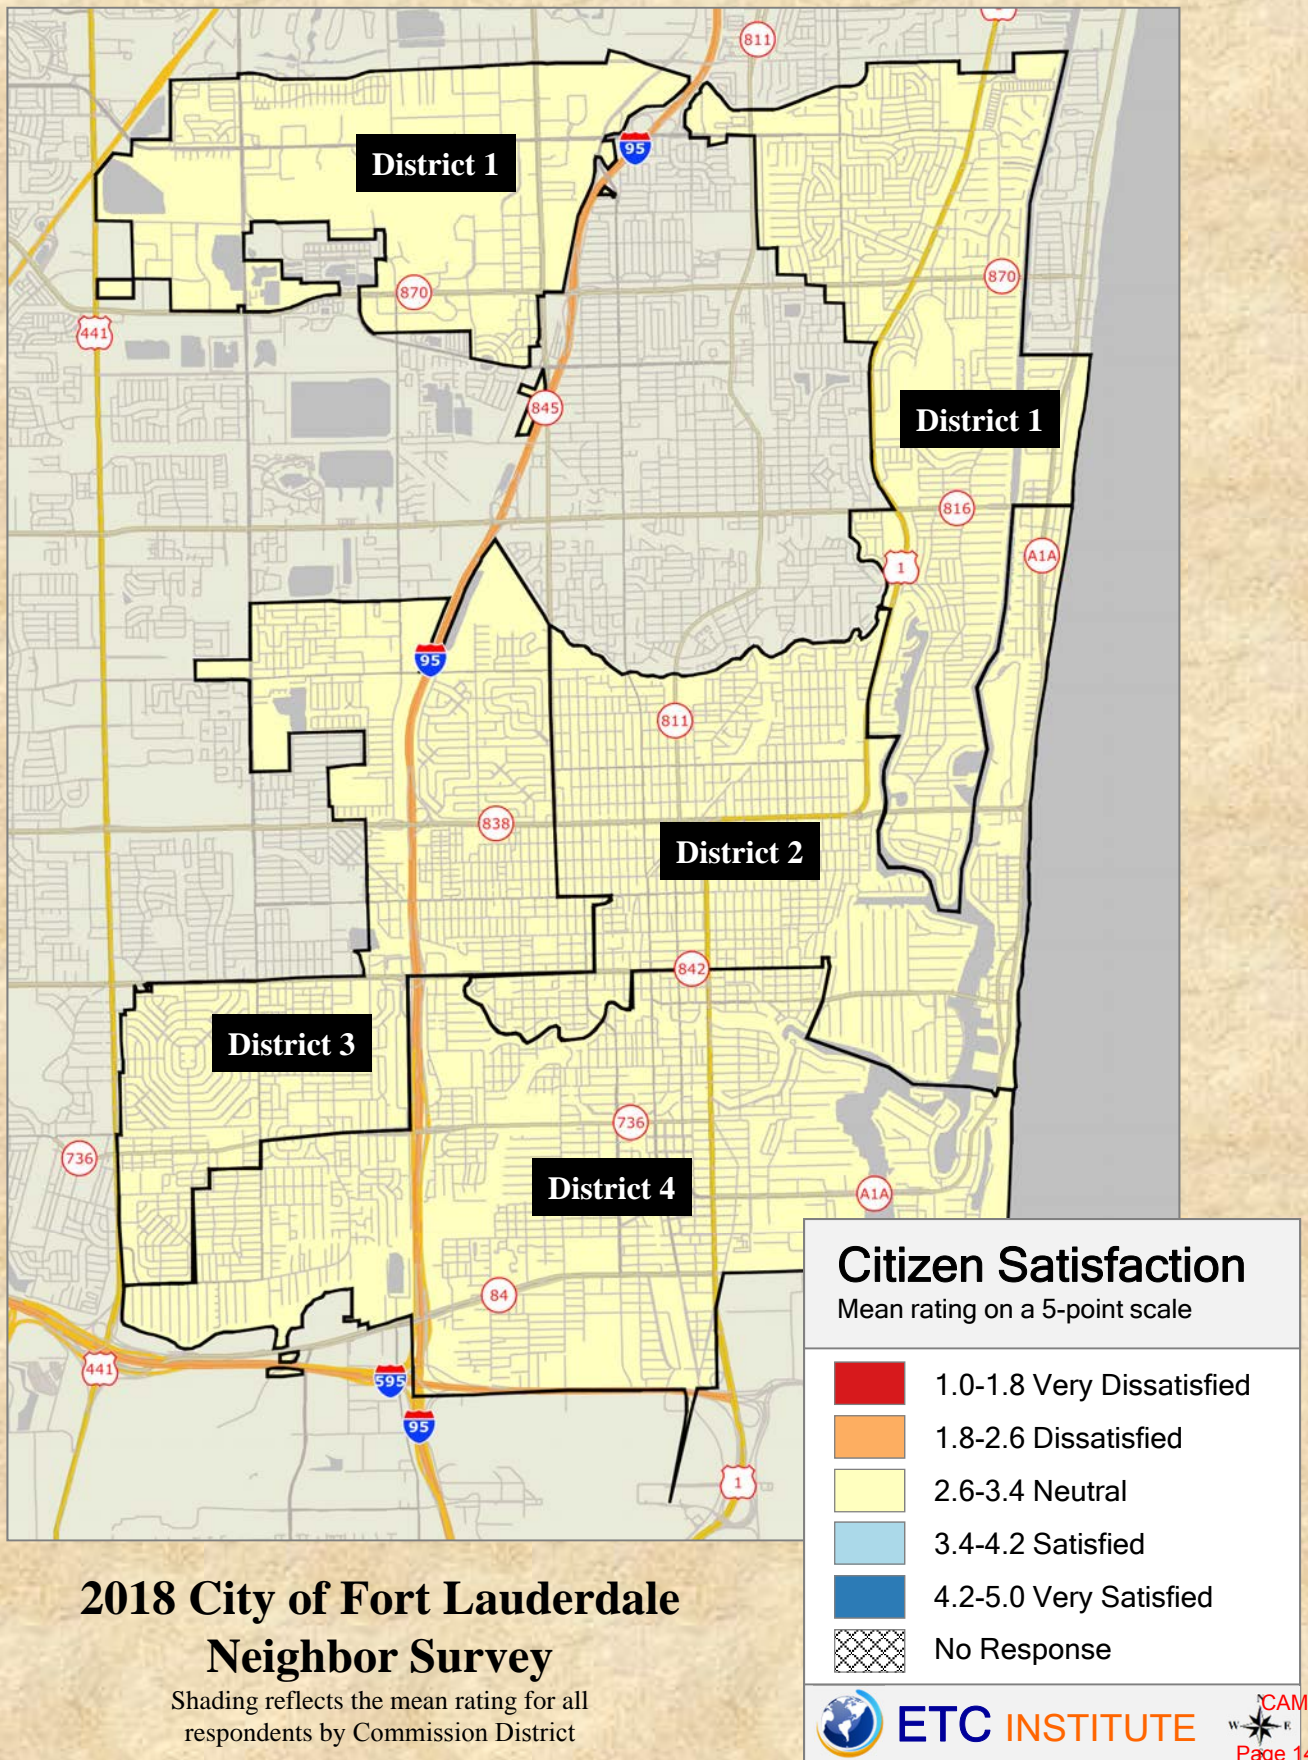 811
95
District 1
870
870
441
845
District 1
816
A1A
1
95
811
838
District 2
842
District 3
736
736
District 4
A1A
84
441
595
95
1
Citizen Satisfaction
Mean rating on a 5-point scale
1.0-1.8 Very Dissatisfied
1.8-2.6 Dissatisfied
2.6-3.4 Neutral
3.4-4.2 Satisfied
4.2-5.0 Very Satisfied
No Response
2018 City of Fort Lauderdale
Neighbor Survey
Shading reflects the mean rating for all
respondents by Commission District
ETC INSTITUTE
W E
CAM
Page 14